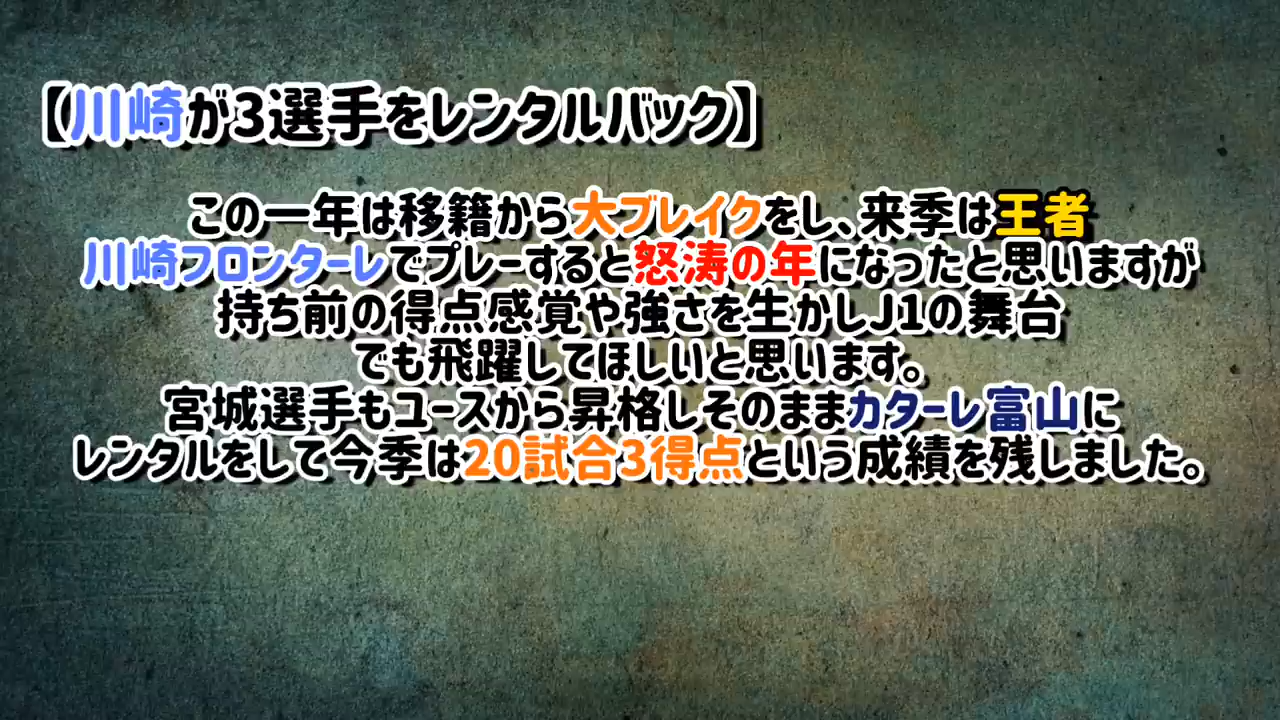 【川崎が3選手をレンタルバック】
この一年は移籍から大ブレイクをし、来季は王者
川崎フロンターレでプレーすると怒涛の年になったと思いますが
持ち前の得点感覚や強さを生かしJ1の舞台
でも飛躍してほしいと思います。
宮城選手もユースから昇格しそのままカターレ富山に
レンタルをして今季は20試合3得点という成績を残しました。